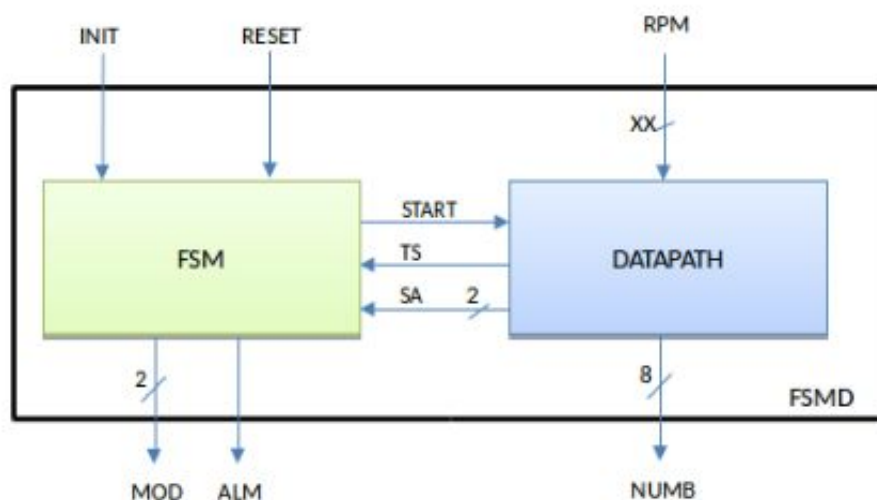 INIT RESET RPM
XX
START
FSM TS DATAPATH
SA 2
2 8
FSMD
MOD ALM NUMB